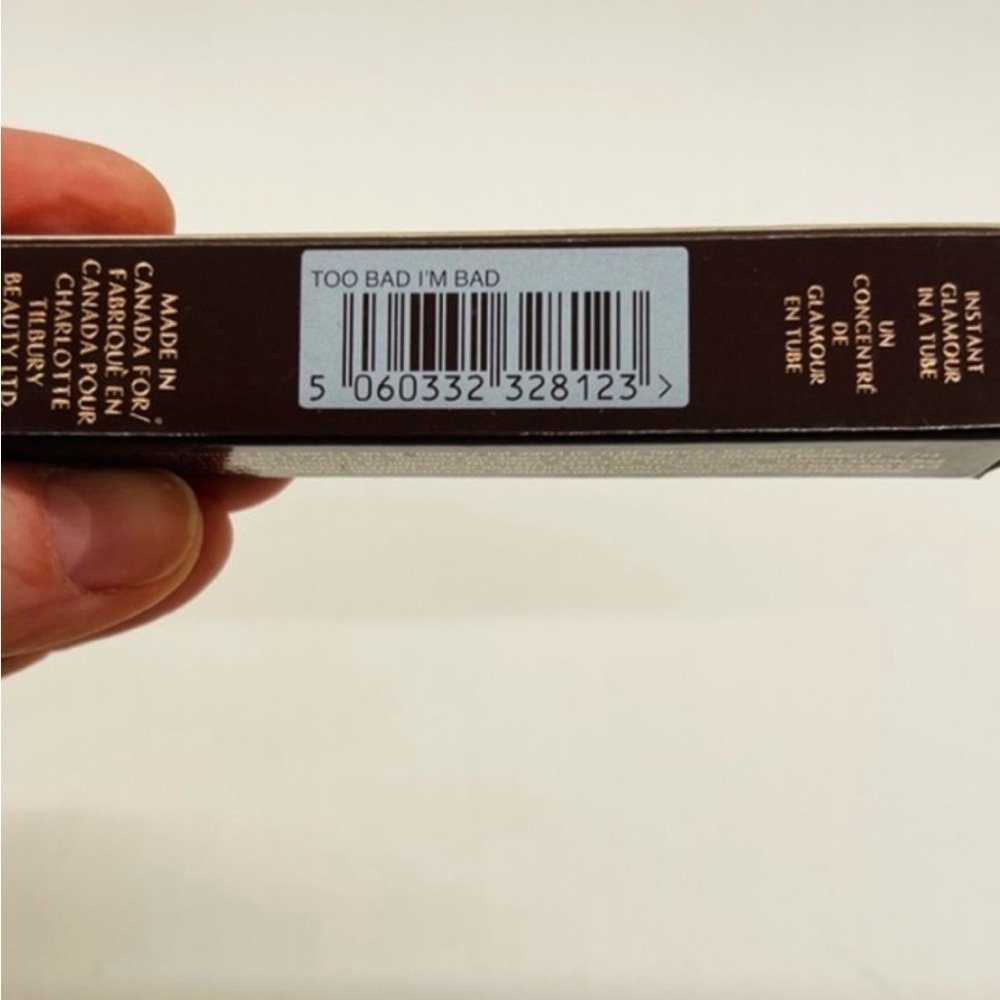 MADE IN
CANADA FOR/
FABRIQUÉ EN
CANADA POUR
CHARLOTTE
TILBURY
BEAUTY LTD
TOO BAD I'M BAD
5 060332 328123 >
INSTANT
GLAMOUR
IN A TUBE
UN
CONCENTRÉ
DE
GLAMOUR
EN TUBE